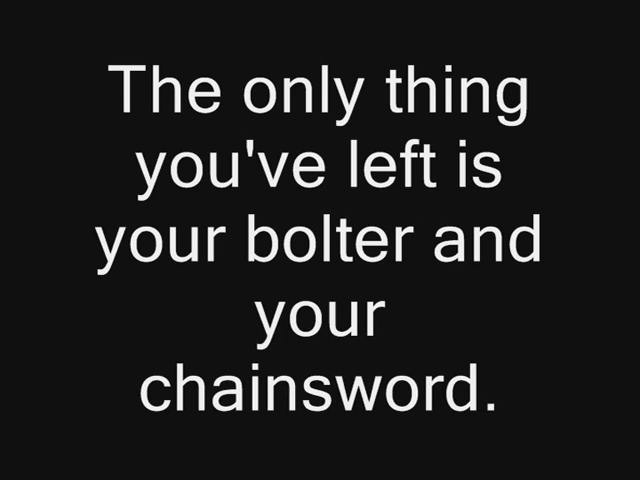 The only thing
you've left is
your bolter and
your
chainsword.